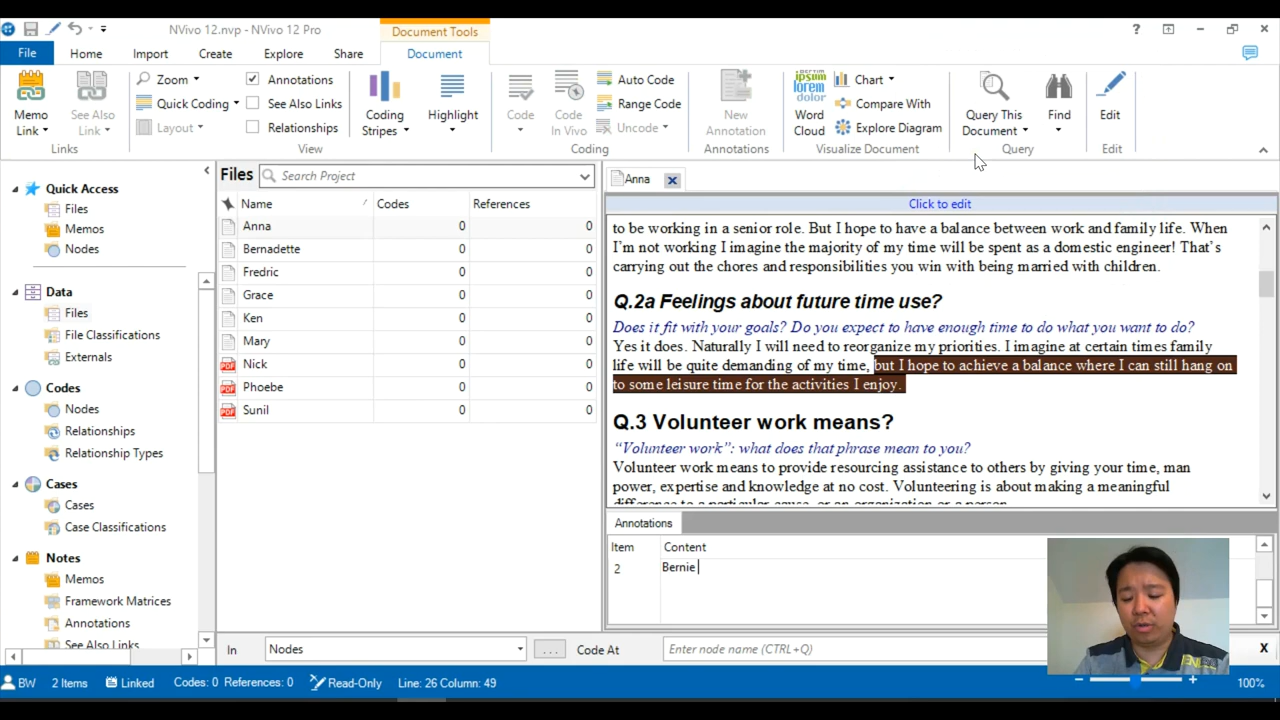 NVivo 12.nvp - NVivo 12 Pro
Document Tools
?
File
Home
Import
Create
Explore
Share
Document
Memo Link
See Also Link
Links
Zoom
Quick Coding
Layout
Annotations
See Also Links
Relationships
View
Coding Stripes
Highlight
Code
Code In Vivo
Auto Code
Range Code
Uncode
Coding
New Annotation
Annotations
Word Cloud
Chart
Compare With
Explore Diagram
Visualize Document
Query This Document
Find
Query
Edit
Edit
Quick Access
Files
Memos
Nodes
Data
Files
File Classifications
Externals
Codes
Nodes
Relationships
Relationship Types
Cases
Cases
Case Classifications
Notes
Memos
Framework Matrices
Annotations
See Also Links
Files
Search Project
Name Codes References
Anna 0 0
Bernadette 0 0
Fredric 0 0
Grace 0 0
Ken 0 0
Mary 0 0
Nick 0 0
Phoebe 0 0
Sunil 0 0
Anna
Click to edit
to be working in a senior role. But I hope to have a balance between work and family life. When
I'm not working I imagine the majority of my time will be spent as a domestic engineer! That's
carrying out the chores and responsibilities you win with being married with children.
Q.2a Feelings about future time use?
Does it fit with your goals? Do you expect to have enough time to do what you want to do?
Yes it does. Naturally I will need to reorganize my priorities. I imagine at certain times family
life will be quite demanding of my time, but I hope to achieve a balance where I can still hang on
to some leisure time for the activities I enjoy.
Q.3 Volunteer work means?
“Volunteer work”: what does that phrase mean to you?
Volunteer work means to provide resourcing assistance to others by giving your time, man
power, expertise and knowledge at no cost. Volunteering is about making a meaningful
difference to a particular cause, or an organization or a person.
Annotations
Item Content
2 Bernie
In Nodes ... Code At Enter node name (CTRL+Q) X
BW 2 Items Linked Codes: 0 References: 0 Read-Only Line: 26 Column: 49 100%